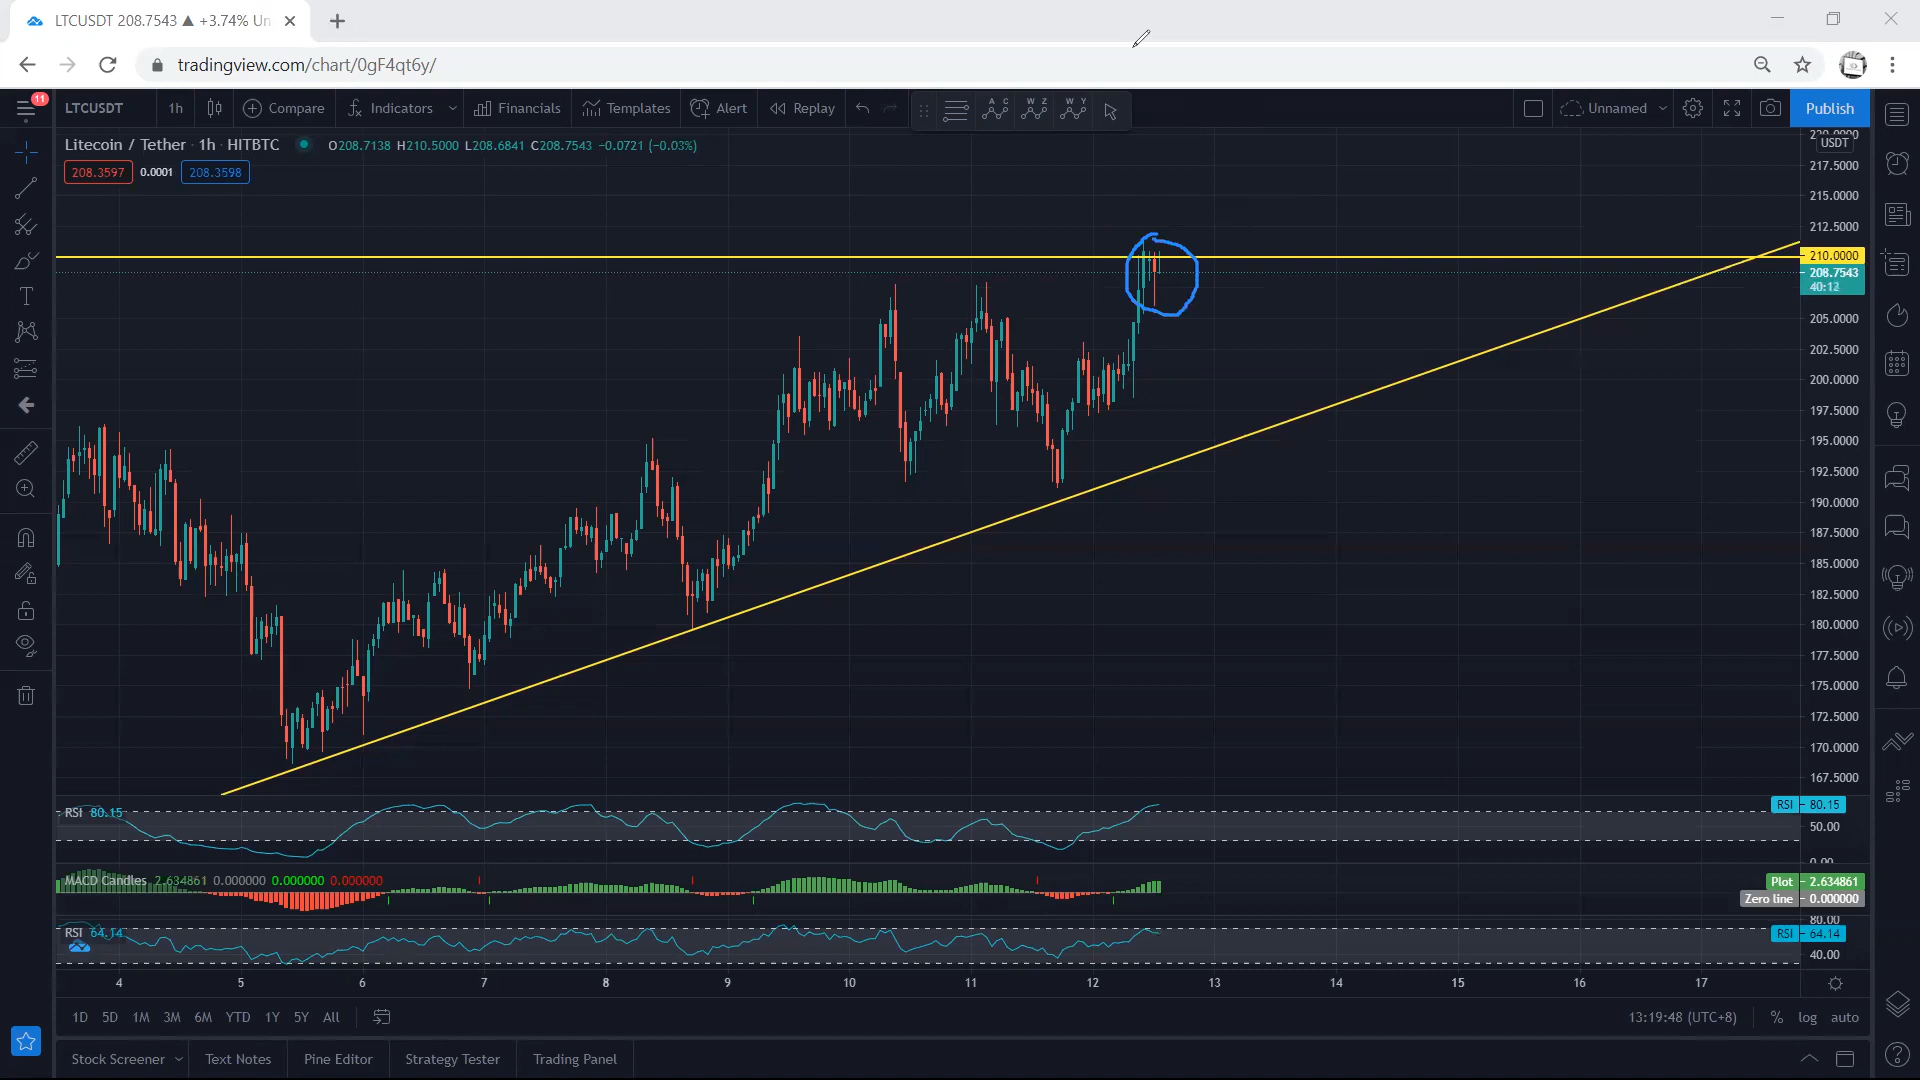 LTCUSDT 208.7543 ▲ +3.74% Un
tradingview.com/chart/0gF4qt6y/
11
LTCUSDT 1h Compare Indicators Financials Templates Alert Replay Unnamed Publish
A C
W Z
W Y
Litecoin / Tether · 1h · HITBTC O208.7138 H210.5000 L208.6841 C208.7543 −0.0721 (−0.03%)
208.3597 0.0001 208.3598
220.0000
USDT
217.5000
215.0000
212.5000
210.0000
208.7543
40:12
205.0000
202.5000
200.0000
197.5000
195.0000
192.5000
190.0000
187.5000
185.0000
182.5000
180.0000
177.5000
175.0000
172.5000
170.0000
167.5000
RSI 80.15
RSI 80.15
50.00
0.00
MACD Candles 2.634861 0.000000 0.000000 0.000000
Plot 2.634861
Zero line 0.000000
80.00
RSI 64.14
RSI 64.14
40.00
4 5 6 7 8 9 10 11 12 13 14 15 16 17
1D 5D 1M 3M 6M YTD 1Y 5Y All 13:19:48 (UTC+8) % log auto
Stock Screener Text Notes Pine Editor Strategy Tester Trading Panel